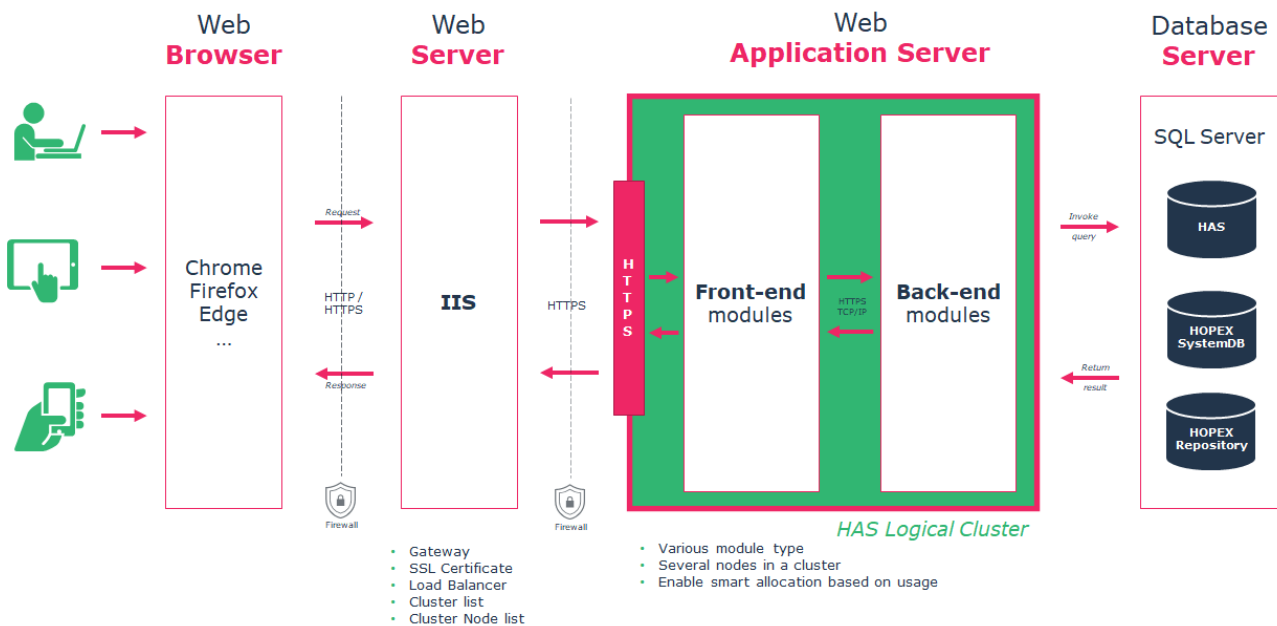 Web
Browser
Web
Server
Web
Application Server
Database
Server
Chrome
Firefox
Edge
...
Request
HTTP /
HTTPS
Response
Firewall
IIS
HTTPS
Firewall
HTTPS
Front-end
modules
HTTPS
TCP/IP
Back-end
modules
Invoke
query
Return
result
SQL Server
HAS
HOPEX
SystemDB
HOPEX
Repository
HAS Logical Cluster
• Gateway
• SSL Certificate
• Load Balancer
• Cluster list
• Cluster Node list
• Various module type
• Several nodes in a cluster
• Enable smart allocation based on usage